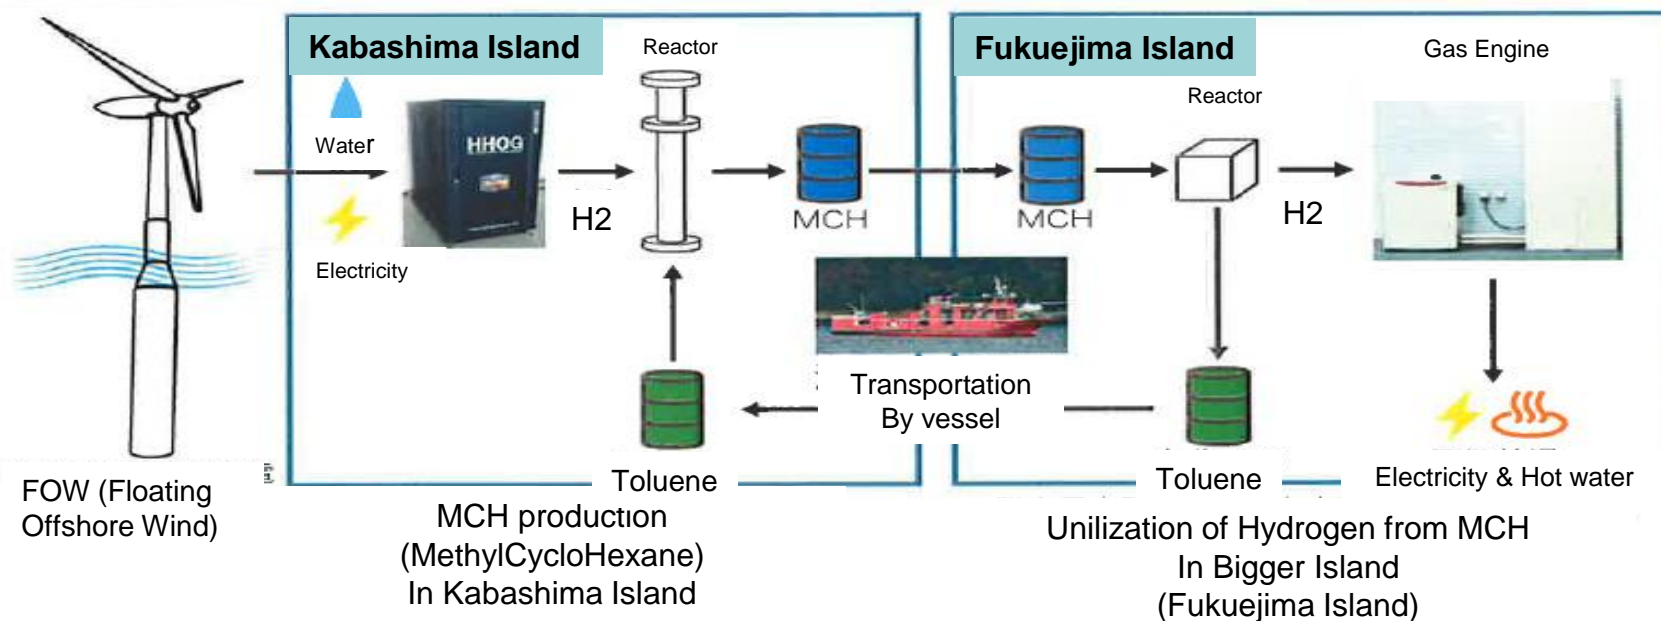 Kabashima Island
Reactor
Water
HHOG
H2
Electricity
MCH
Toluene
FOW (Floating
Offshore Wind)
MCH production
(MethylCycloHexane)
In Kabashima Island
Transportation
By vessel
Fukuejima Island
Reactor
Gas Engine
MCH
H2
Toluene
Electricity & Hot water
Unilization of Hydrogen from MCH
In Bigger Island
(Fukuejima Island)